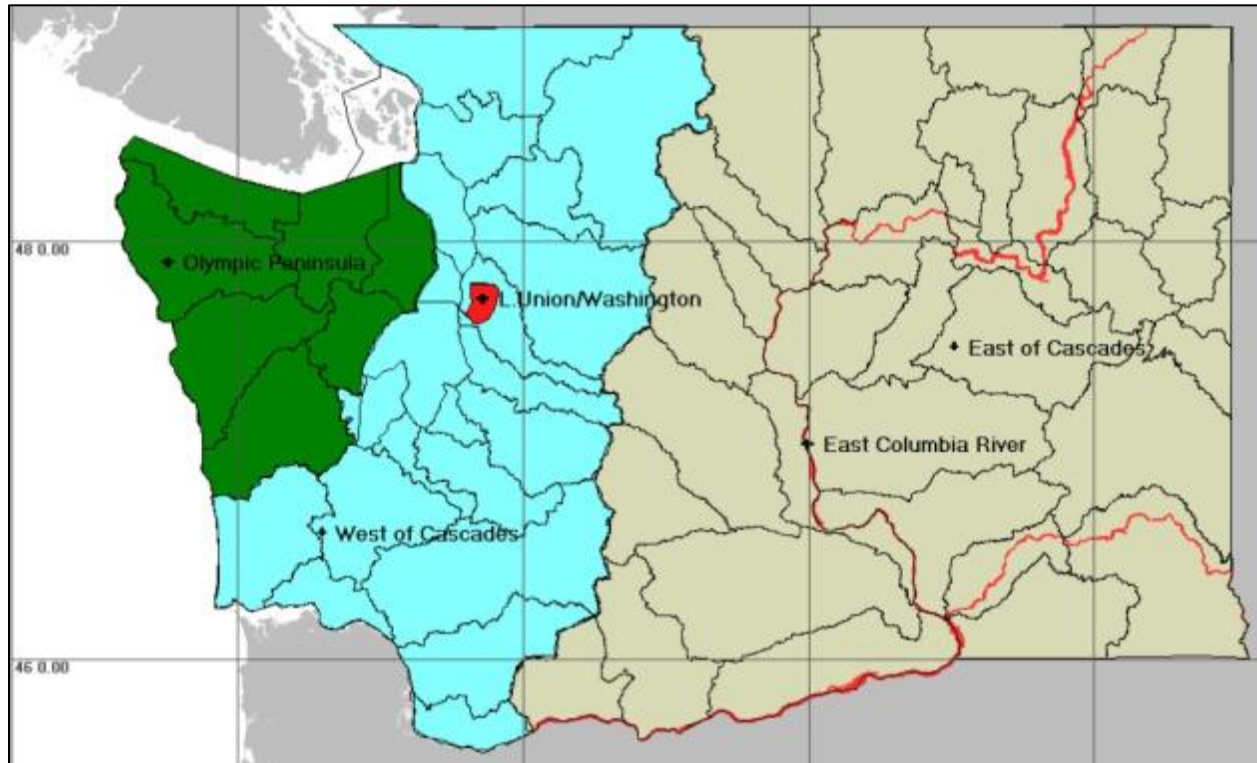 48 0.00
Olympic Peninsula
L.Union/Washington
East of Cascades
East Columbia River
West of Cascades
46 0.00